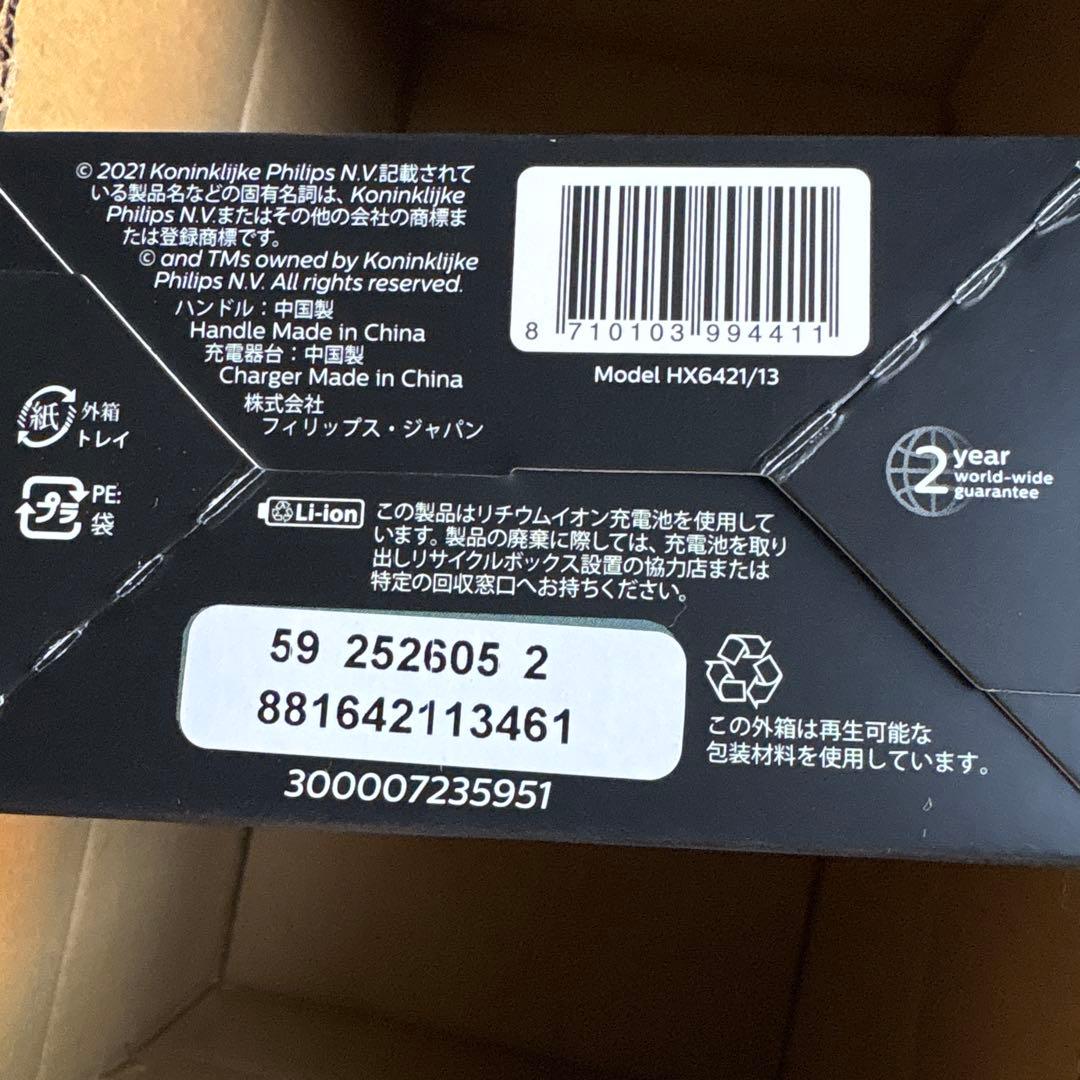 © 2021 Koninklijke Philips N.V.記載されて
いる製品名などの固有名詞は、Koninklijke
Philips N.V.またはその他の会社の商標ま
たは登録商標です。
© and TMs owned by Koninklijke
Philips N.V. All rights reserved.
ハンドル：中国製
Handle Made in China
充電器台：中国製
Charger Made in China
株式会社
フィリップス・ジャパン
8 710103 994411
Model HX6421/13
紙 外箱
トレイ
プラ PE:
袋
2 year
world-wide
guarantee
Li-ion
この製品はリチウムイオン充電池を使用して
います。製品の廃棄に際しては、充電池を取り
出しリサイクルボックス設置の協力店または
特定の回収窓口へお持ちください。
59 252605 2
881642113461
300007235951
この外箱は再生可能な
包装材料を使用しています。